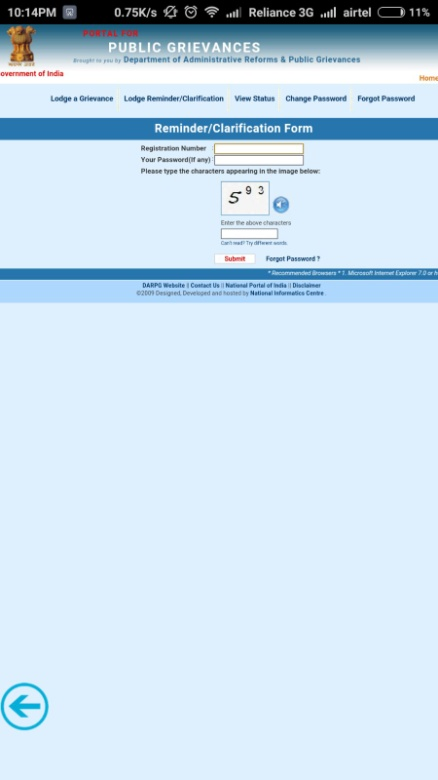 10:14PM 0.75K/s Reliance 3G airtel 11%
PORTAL FOR
PUBLIC GRIEVANCES
Brought to you by Department of Administrative Reforms & Public Grievances
overnment of India
Home
Lodge a Grievance Lodge Reminder/Clarification View Status Change Password Forgot Password
Reminder/Clarification Form
Registration Number
Your Password(If any)
Please type the characters appearing in the image below:
5 9 3
Enter the above characters
Can't read? Try different words.
Submit Forgot Password ?
* Recommended Browsers * 1. Microsoft Internet Explorer 7.0 or h
DARPG Website || Contact Us || National Portal of India || Disclaimer
©2009 Designed, Developed and hosted by National Informatics Centre.